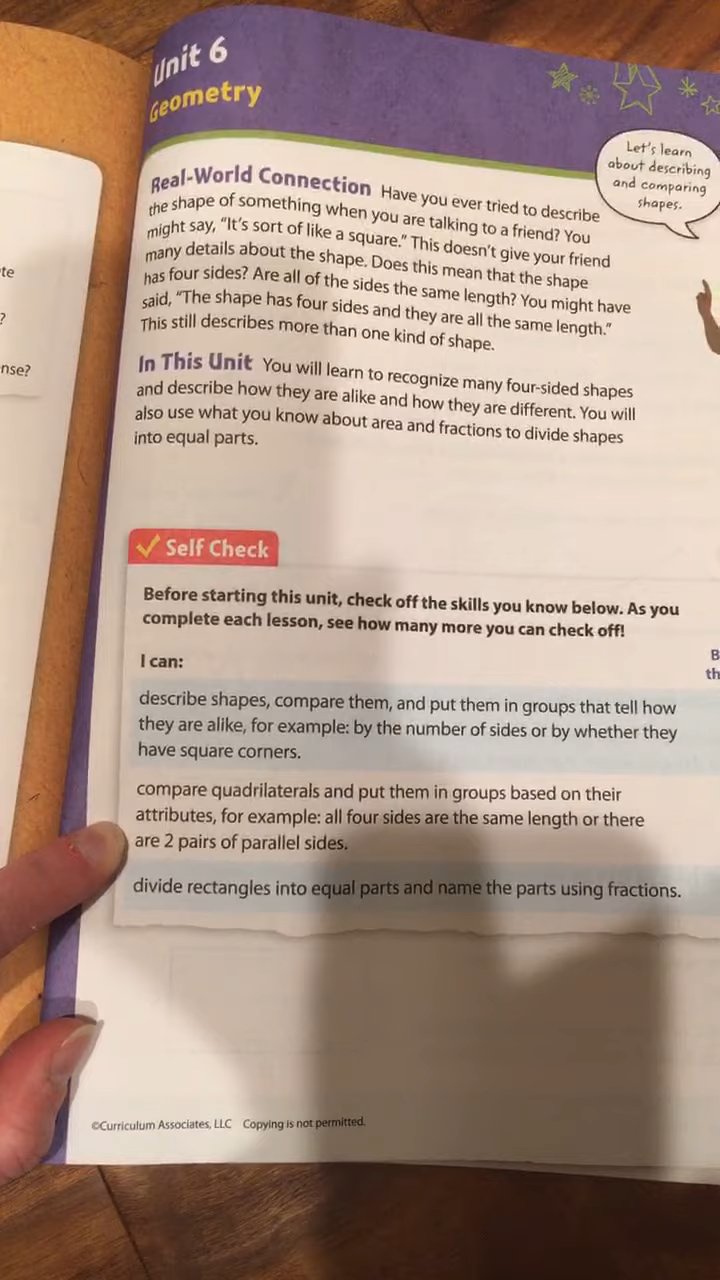 Unit 6
Geometry
Let's learn
about describing
and comparing
shapes.
Real-World Connection Have you ever tried to describe
the shape of something when you are talking to a friend? You
might say, "It's sort of like a square." This doesn't give your friend
many details about the shape. Does this mean that the shape
has four sides? Are all of the sides the same length? You might have
said, "The shape has four sides and they are all the same length."
This still describes more than one kind of shape.
In This Unit You will learn to recognize many four-sided shapes
and describe how they are alike and how they are different. You will
also use what you know about area and fractions to divide shapes
into equal parts.
Self Check
Before starting this unit, check off the skills you know below. As you
complete each lesson, see how many more you can check off!
I can:
describe shapes, compare them, and put them in groups that tell how
they are alike, for example: by the number of sides or by whether they
have square corners.
compare quadrilaterals and put them in groups based on their
attributes, for example: all four sides are the same length or there
are 2 pairs of parallel sides.
divide rectangles into equal parts and name the parts using fractions.
©Curriculum Associates, LLC Copying is not permitted.